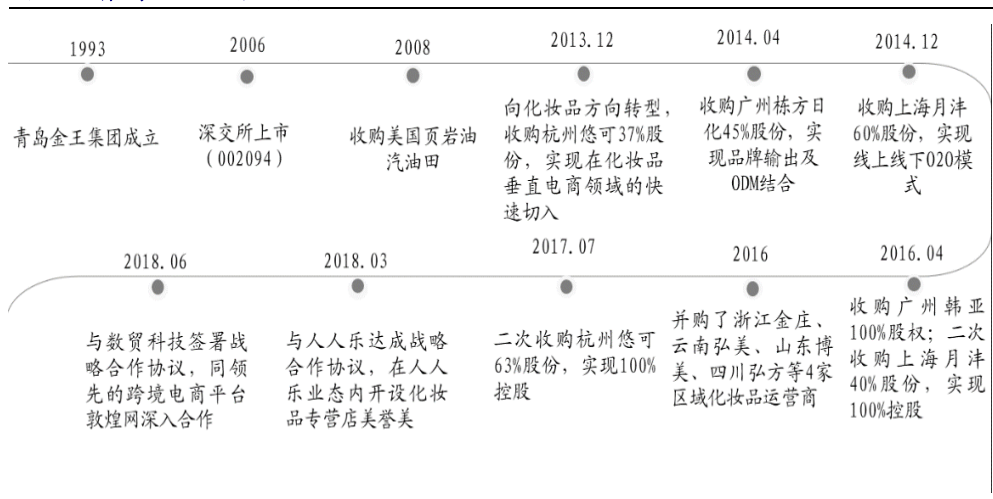 1993
青岛金王集团成立
2006
深交所上市
(002094)
2008
收购美国页岩油
汽油田
2013.12
向化妆品方向转型，
收购杭州悠可37%股
份，实现在化妆品
垂直电商领域的快
速切入
2014.04
收购广州栋方日
化45%股份，实
现品牌输出及
ODM结合
2014.12
收购上海月沣
60%股份，实现
线上线下O2O模
式
2016.04
收购广州韩亚
100%股权；二次
收购上海月沣
40%股份，实现
100%控股
2016
并购了浙江金庄、
云南弘美、山东博
美、四川弘方等4家
区域化妆品运营商
2017.07
二次收购杭州悠可
63%股份，实现100%
控股
2018.03
与人人乐达成战略
合作协议，在人人
乐业态内开设化妆
品专营店美誉美
2018.06
与数贸科技签署战
略合作协议，同领
先的跨境电商平台
敦煌网深入合作